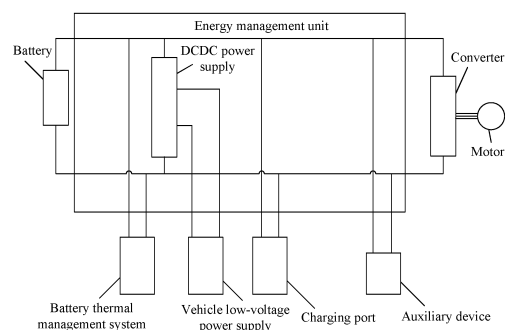 Energy management unit
Battery
DCDC power
supply
Converter
Motor
Battery thermal
management system
Vehicle low-voltage
power supply
Charging port
Auxiliary device